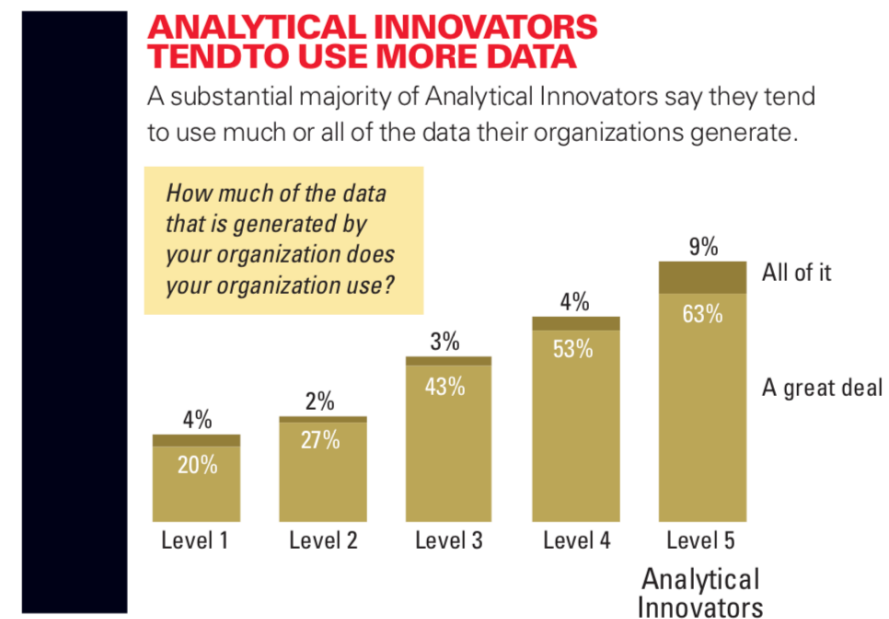 ANALYTICAL INNOVATORS
TEND TO USE MORE DATA
A substantial majority of Analytical Innovators say they tend
to use much or all of the data their organizations generate.
How much of the data
that is generated by
your organization does
your organization use?
9%
All of it
63%
4%
53%
3%
43%
A great deal
2%
27%
4%
20%
Level 1
Level 2
Level 3
Level 4
Level 5
Analytical
Innovators